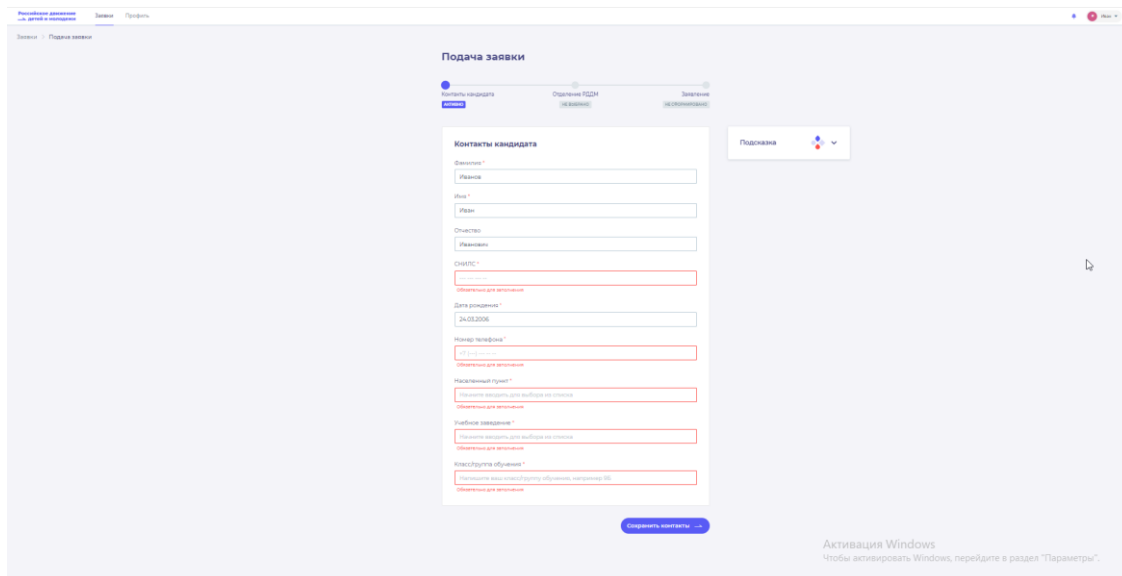 Российское движение
детей и молодежи
Заявки Профиль
Иван
Заявки > Подача заявки
Подача заявки
Контакты кандидата Отделение РДДМ Заявление
АКТИВНО НЕ ВЫБРАНО НЕ СФОРМИРОВАНО
Контакты кандидата
Подсказка
Фамилия *
Иванов
Имя *
Иван
Отчество
Иванович
СНИЛС *
Обязательно для заполнения
Дата рождения *
24.03.2006
Номер телефона *
Обязательно для заполнения
Населенный пункт *
Начните вводить для выбора из списка
Обязательно для заполнения
Учебное заведение *
Начните вводить для выбора из списка
Обязательно для заполнения
Класс/группа обучения *
Напишите ваш класс/группу обучения, например 9Б
Обязательно для заполнения
Сохранить контакты
Активация Windows
Чтобы активировать Windows, перейдите в раздел "Параметры".